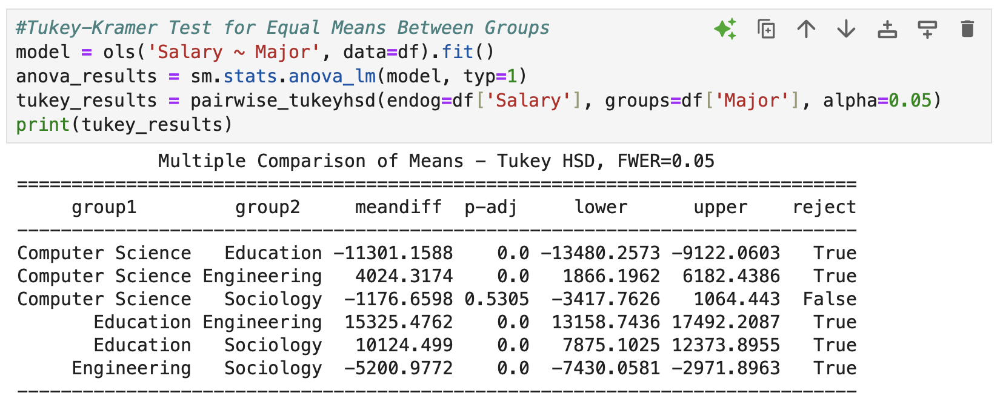 #Tukey-Kramer Test for Equal Means Between Groups
model = ols('Salary ~ Major', data=df).fit()
anova_results = sm.stats.anova_lm(model, typ=1)
tukey_results = pairwise_tukeyhsd(endog=df['Salary'], groups=df['Major'], alpha=0.05)
print(tukey_results)
Multiple Comparison of Means - Tukey HSD, FWER=0.05
=============================================================================
group1 group2 meandiff p-adj lower upper reject
-----------------------------------------------------------------------------
Computer Science Education -11301.1588 0.0 -13480.2573 -9122.0603 True
Computer Science Engineering 4024.3174 0.0 1866.1962 6182.4386 True
Computer Science Sociology -1176.6598 0.5305 -3417.7626 1064.443 False
Education Engineering 15325.4762 0.0 13158.7436 17492.2087 True
Education Sociology 10124.499 0.0 7875.1025 12373.8955 True
Engineering Sociology -5200.9772 0.0 -7430.0581 -2971.8963 True
-----------------------------------------------------------------------------